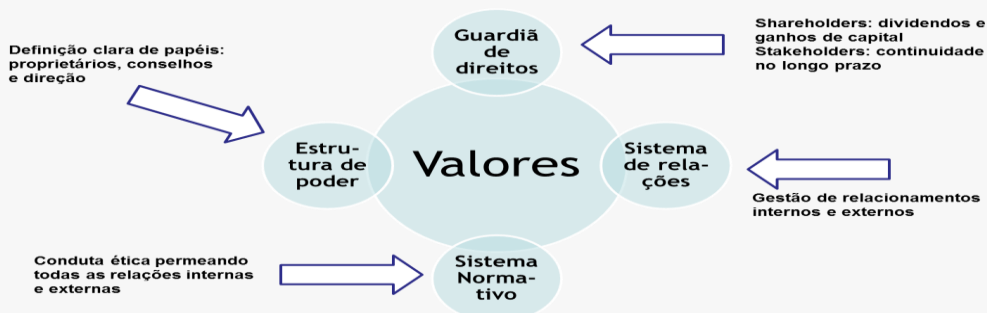 Shareholders: dividendos e
ganhos de capital
Stakeholders: continuidade
no longo prazo
Guardiã
de
direitos
Definição clara de papéis:
proprietários, conselhos
e direção
Estru-
tura de
poder
Valores
Sistema
de rela-
ções
Gestão de relacionamentos
internos e externos
Conduta ética permeando
todas as relações internas
e externas
Sistema
Norma-
tivo